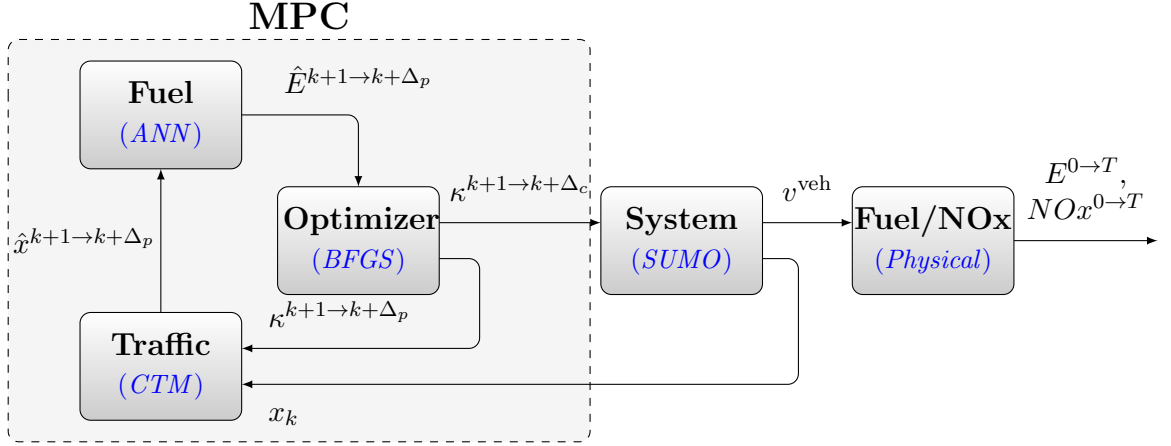 MPC
Fuel
(ANN)
Ê^{k+1→k+Δ_p}
Optimizer
(BFGS)
κ^{k+1→k+Δ_c}
System
(SUMO)
v^{veh}
Fuel/NOx
(Physical)
E^{0→T},
NOx^{0→T}
x̂^{k+1→k+Δ_p}
κ^{k+1→k+Δ_p}
Traffic
(CTM)
x_k